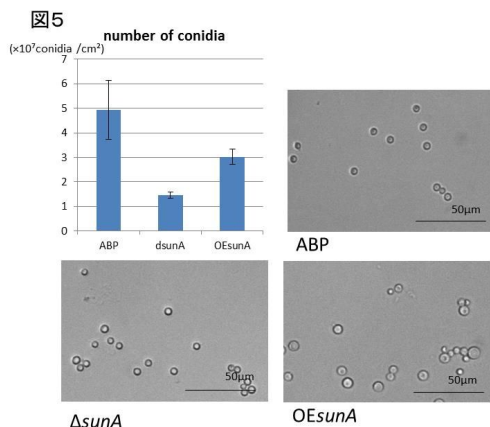 図5
number of conidia
(×10⁷conidia /cm²)
7
6
5
4
3
2
1
0
ABP
dsunA
OEsunA
50μm
ABP
50μm
ΔsunA
50μm
OEsunA